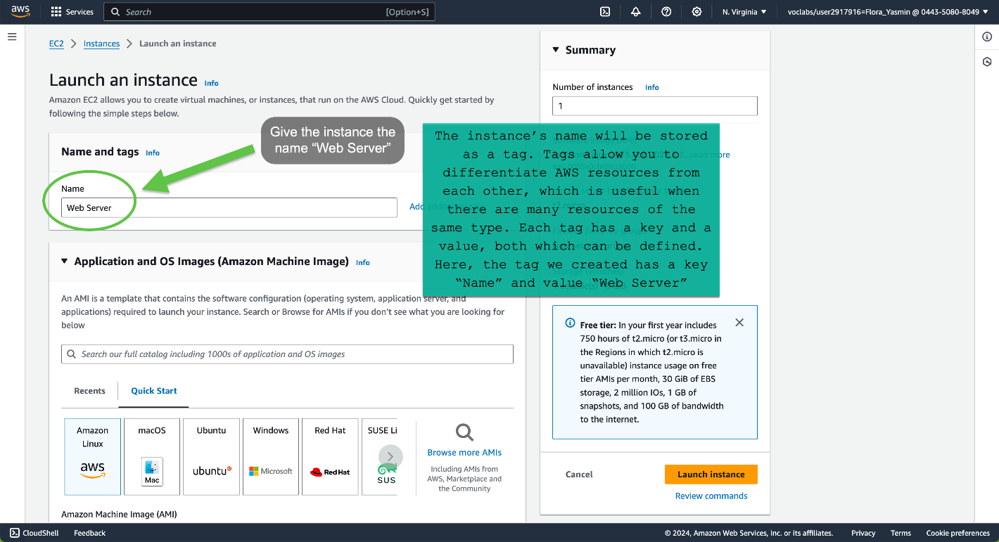 aws
Services
Search
[Option+S]
N. Virginia
voclabs/user2917916=Flora_Yasmin @ 0443-5080-8049
EC2
Instances
Launch an instance
Launch an instance Info
Amazon EC2 allows you to create virtual machines, or instances, that run on the AWS Cloud. Quickly get started by
following the simple steps below.
Give the instance the
name “Web Server”
Name and tags Info
Name
Web Server
Add
Application and OS Images (Amazon Machine Image) Info
An AMI is a template that contains the software configuration (operating system, application server, and
applications) required to launch your instance. Search or Browse for AMIs if you don't see what you are looking for
below
Search our full catalog including 1000s of application and OS images
Recents
Quick Start
Amazon
Linux
aws
macOS
Mac
Ubuntu
ubuntu
Windows
Microsoft
Red Hat
Red Hat
SUSE Li
SUS
Browse more AMIs
Including AMIs from
AWS, Marketplace and
the Community
Amazon Machine Image (AMI)
Summary
Number of instances Info
1
The instance’s name will be stored
as a tag. Tags allow you to
differentiate AWS resources from
each other, which is useful when
there are many resources of the
same type. Each tag has a key and a
value, both which can be defined.
Here, the tag we created has a key
“Name” and value “Web Server”
read more
t2.micro
Storage (volumes)
Free tier: In your first year includes
750 hours of t2.micro (or t3.micro in
the Regions in which t2.micro is
unavailable) instance usage on free
tier AMIs per month, 30 GiB of EBS
storage, 2 million IOs, 1 GB of
snapshots, and 100 GB of bandwidth
to the internet.
Cancel
Launch instance
Review commands
CloudShell
Feedback
© 2024, Amazon Web Services, Inc. or its affiliates.
Privacy
Terms
Cookie preferences